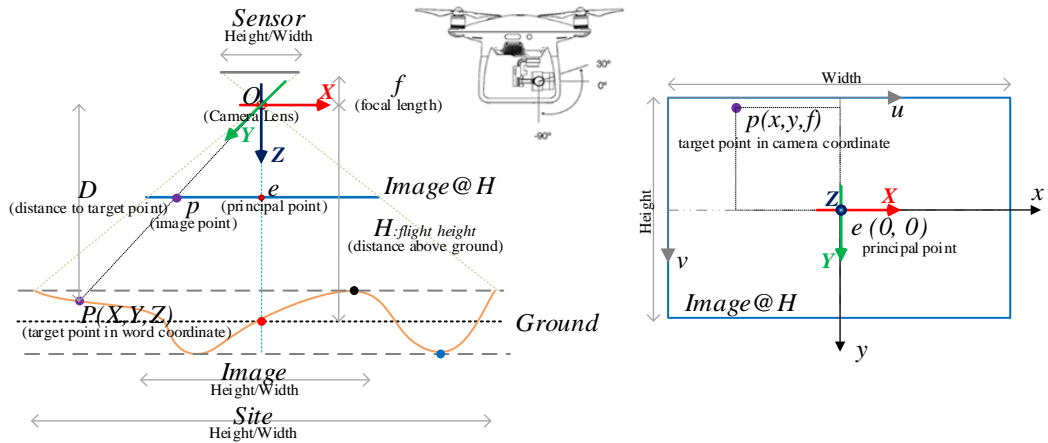 Sensor
Height/Width
O
X
(Camera Lens)
Y
Z
f
(focal length)
30°
0°
-90°
D
(distance to target point)
p
(image point)
e
(principal point)
Image@H
H:flight height
(distance above ground)
P(X,Y,Z)
(target point in word coordinate)
Ground
Image
Height/Width
Site
Height/Width
Width
u
p(x,y,f)
target point in camera coordinate
Height
Z
X
x
e (0, 0)
principal point
Y
v
Image@H
y